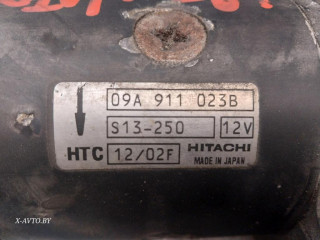 09A 911 023B
S13-250 12V
HTC 12/02F HITACHI
MADE IN JAPAN
X-AVTO.BY